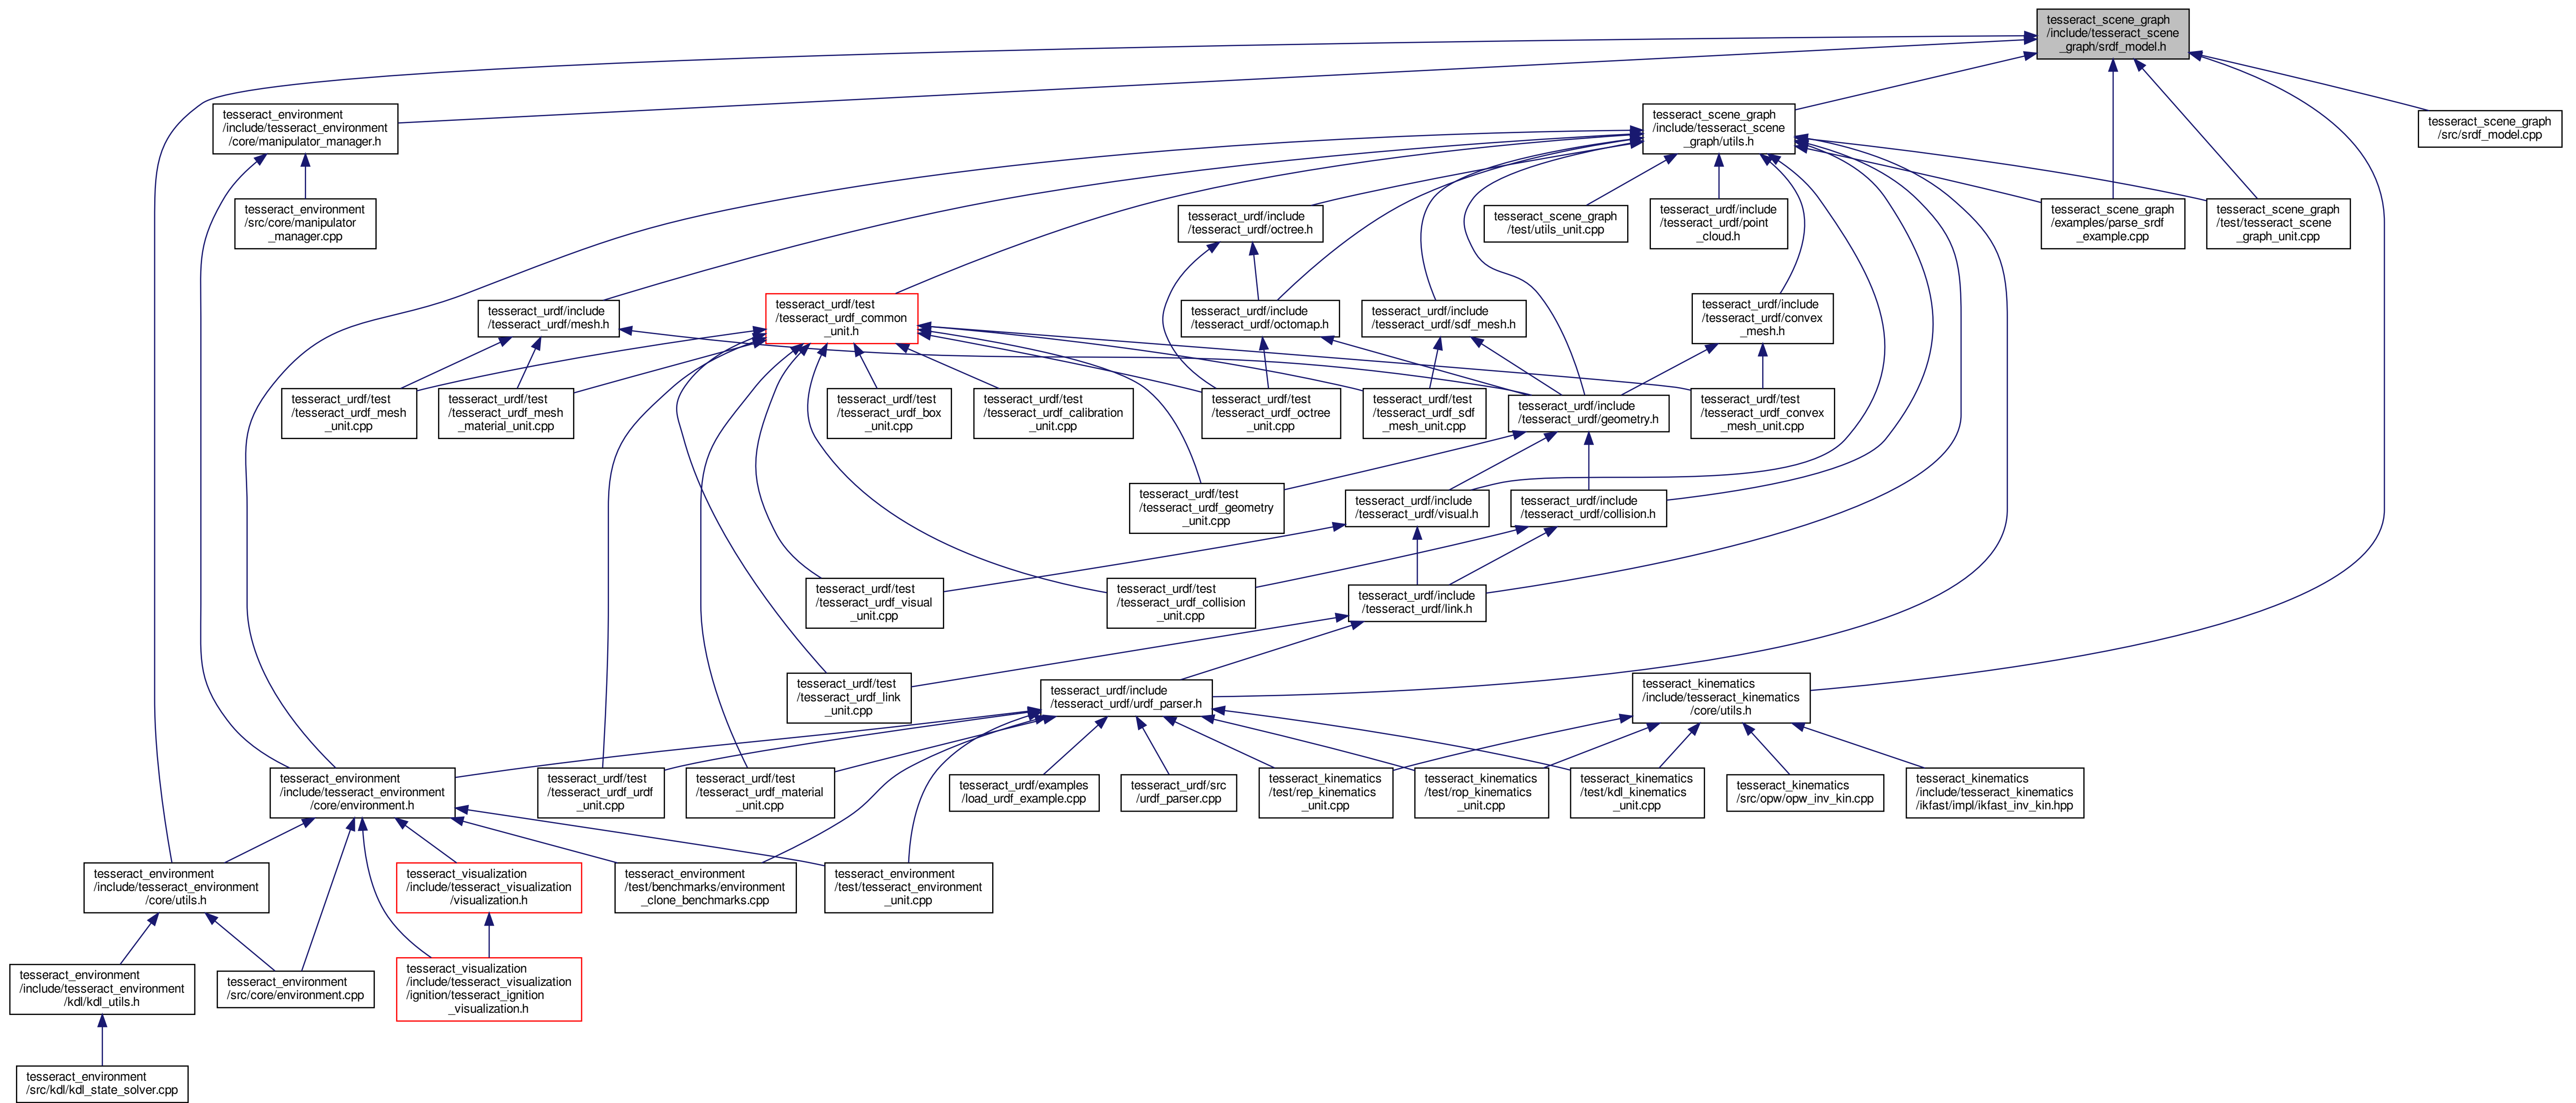 tesseract_scene_graph
/include/tesseract_scene
_graph/srdf_model.h
tesseract_environment
/include/tesseract_environment
/core/manipulator_manager.h
tesseract_scene_graph
/include/tesseract_scene
_graph/utils.h
tesseract_scene_graph
/src/srdf_model.cpp
tesseract_environment
/src/core/manipulator
_manager.cpp
tesseract_urdf/include
/tesseract_urdf/octree.h
tesseract_scene_graph
/test/utils_unit.cpp
tesseract_urdf/include
/tesseract_urdf/point
_cloud.h
tesseract_scene_graph
/examples/parse_srdf
_example.cpp
tesseract_scene_graph
/test/tesseract_scene
_graph_unit.cpp
tesseract_urdf/include
/tesseract_urdf/mesh.h
tesseract_urdf/test
/tesseract_urdf_common
_unit.h
tesseract_urdf/include
/tesseract_urdf/octomap.h
tesseract_urdf/include
/tesseract_urdf/sdf_mesh.h
tesseract_urdf/include
/tesseract_urdf/convex
_mesh.h
tesseract_urdf/test
/tesseract_urdf_mesh
_unit.cpp
tesseract_urdf/test
/tesseract_urdf_mesh
_material_unit.cpp
tesseract_urdf/test
/tesseract_urdf_box
_unit.cpp
tesseract_urdf/test
/tesseract_urdf_calibration
_unit.cpp
tesseract_urdf/test
/tesseract_urdf_octree
_unit.cpp
tesseract_urdf/test
/tesseract_urdf_sdf
_mesh_unit.cpp
tesseract_urdf/include
/tesseract_urdf/geometry.h
tesseract_urdf/test
/tesseract_urdf_convex
_mesh_unit.cpp
tesseract_urdf/test
/tesseract_urdf_geometry
_unit.cpp
tesseract_urdf/include
/tesseract_urdf/visual.h
tesseract_urdf/include
/tesseract_urdf/collision.h
tesseract_urdf/test
/tesseract_urdf_visual
_unit.cpp
tesseract_urdf/test
/tesseract_urdf_collision
_unit.cpp
tesseract_urdf/include
/tesseract_urdf/link.h
tesseract_urdf/test
/tesseract_urdf_link
_unit.cpp
tesseract_urdf/include
/tesseract_urdf/urdf_parser.h
tesseract_kinematics
/include/tesseract_kinematics
/core/utils.h
tesseract_environment
/include/tesseract_environment
/core/environment.h
tesseract_urdf/test
/tesseract_urdf_urdf
_unit.cpp
tesseract_urdf/test
/tesseract_urdf_material
_unit.cpp
tesseract_urdf/examples
/load_urdf_example.cpp
tesseract_urdf/src
/urdf_parser.cpp
tesseract_kinematics
/test/rep_kinematics
_unit.cpp
tesseract_kinematics
/test/rop_kinematics
_unit.cpp
tesseract_kinematics
/test/kdl_kinematics
_unit.cpp
tesseract_kinematics
/src/opw/opw_inv_kin.cpp
tesseract_kinematics
/include/tesseract_kinematics
/ikfast/impl/ikfast_inv_kin.hpp
tesseract_environment
/include/tesseract_environment
/core/utils.h
tesseract_visualization
/include/tesseract_visualization
/visualization.h
tesseract_environment
/test/benchmarks/environment
_clone_benchmarks.cpp
tesseract_environment
/test/tesseract_environment
_unit.cpp
tesseract_environment
/include/tesseract_environment
/kdl/kdl_utils.h
tesseract_environment
/src/core/environment.cpp
tesseract_visualization
/include/tesseract_visualization
/ignition/tesseract_ignition
_visualization.h
tesseract_environment
/src/kdl/kdl_state_solver.cpp